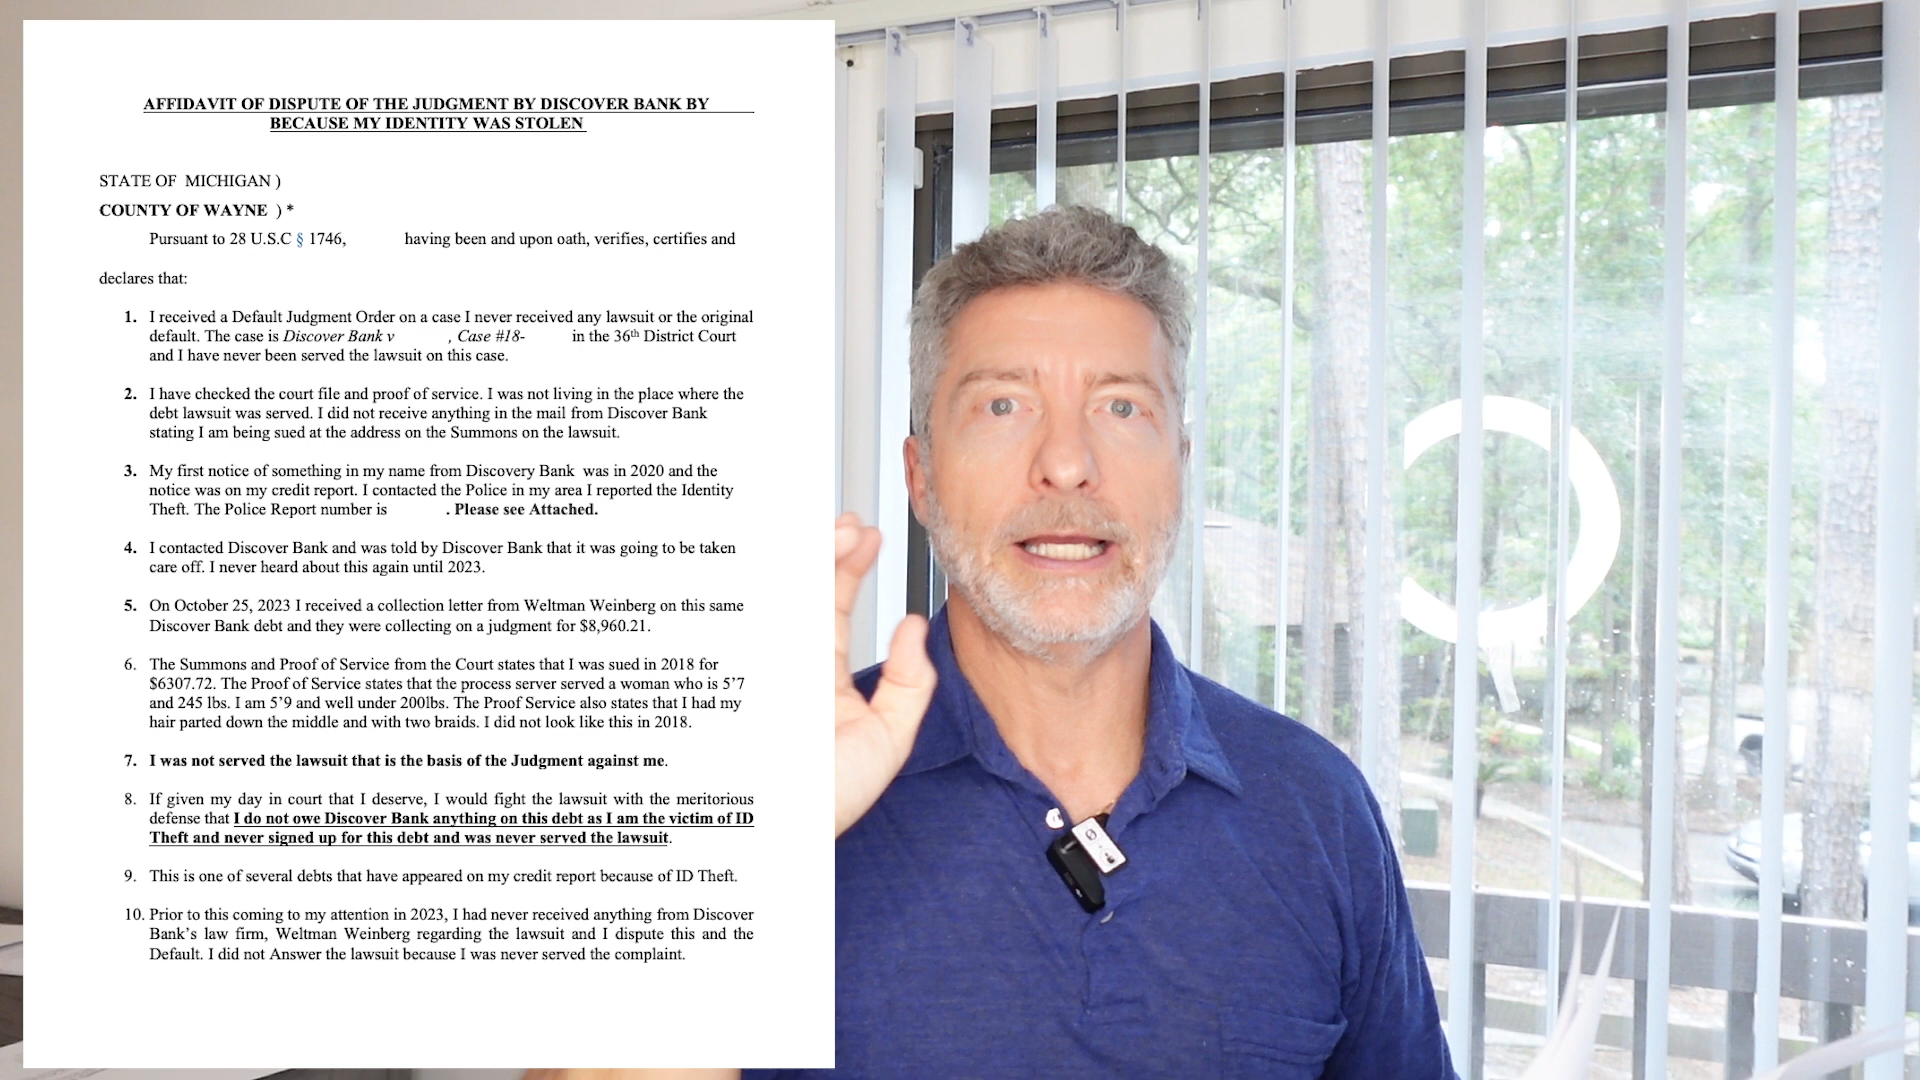 AFFIDAVIT OF DISPUTE OF THE JUDGMENT BY DISCOVER BANK BY
BECAUSE MY IDENTITY WAS STOLEN
STATE OF MICHIGAN )
COUNTY OF WAYNE ) *
Pursuant to 28 U.S.C § 1746, having been and upon oath, verifies, certifies and
declares that:
1. I received a Default Judgment Order on a case I never received any lawsuit or the original
default. The case is Discover Bank v , Case #18- in the 36th District Court
and I have never been served the lawsuit on this case.
2. I have checked the court file and proof of service. I was not living in the place where the
debt lawsuit was served. I did not receive anything in the mail from Discover Bank
stating I am being sued at the address on the Summons on the lawsuit.
3. My first notice of something in my name from Discovery Bank was in 2020 and the
notice was on my credit report. I contacted the Police in my area I reported the Identity
Theft. The Police Report number is . Please see Attached.
4. I contacted Discover Bank and was told by Discover Bank that it was going to be taken
care off. I never heard about this again until 2023.
5. On October 25, 2023 I received a collection letter from Weltman Weinberg on this same
Discover Bank debt and they were collecting on a judgment for $8,960.21.
6. The Summons and Proof of Service from the Court states that I was sued in 2018 for
$6307.72. The Proof of Service states that the process server served a woman who is 5’7
and 245 lbs. I am 5’9 and well under 200lbs. The Proof Service also states that I had my
hair parted down the middle and with two braids. I did not look like this in 2018.
7. I was not served the lawsuit that is the basis of the Judgment against me.
8. If given my day in court that I deserve, I would fight the lawsuit with the meritorious
defense that I do not owe Discover Bank anything on this debt as I am the victim of ID
Theft and never signed up for this debt and was never served the lawsuit.
9. This is one of several debts that have appeared on my credit report because of ID Theft.
10. Prior to this coming to my attention in 2023, I had never received anything from Discover
Bank’s law firm, Weltman Weinberg regarding the lawsuit and I dispute this and the
Default. I did not Answer the lawsuit because I was never served the complaint.